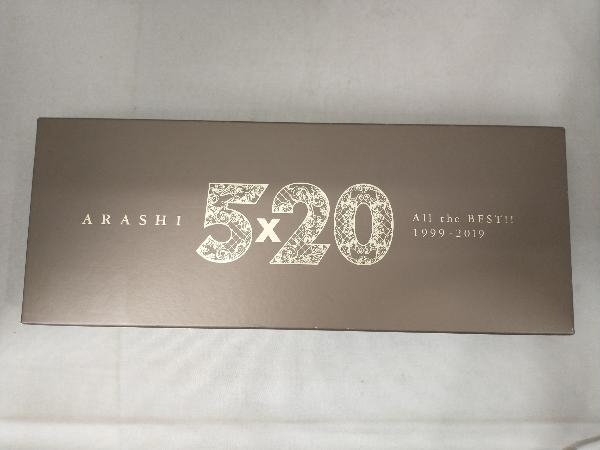 ARASHI
5x20
All the BEST!!
1999-2019